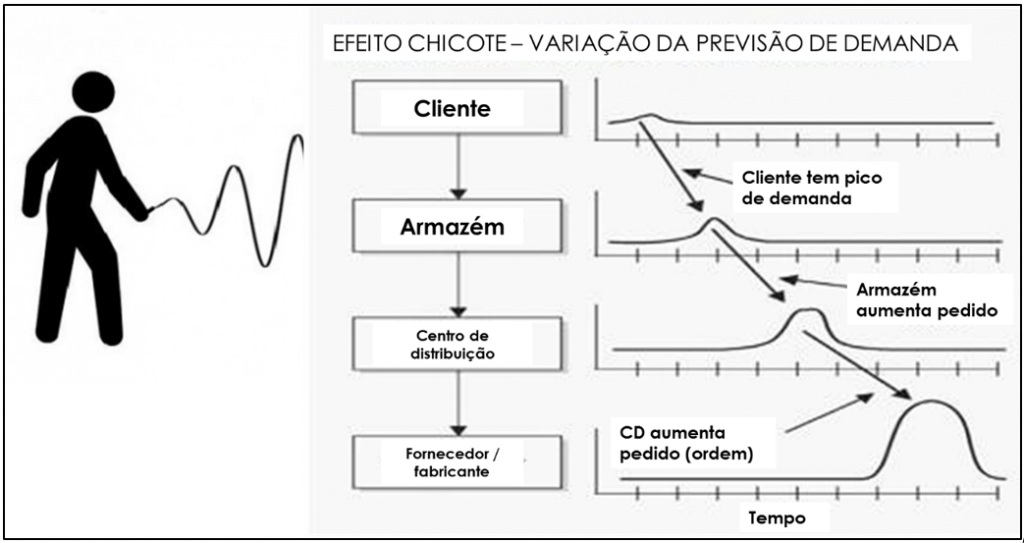 EFEITO CHICOTE – VARIAÇÃO DA PREVISÃO DE DEMANDA
Cliente
Cliente tem pico
de demanda
Armazém
Armazém
aumenta pedido
Centro de
distribuição
CD aumenta
pedido (ordem)
Fornecedor /
fabricante
Tempo